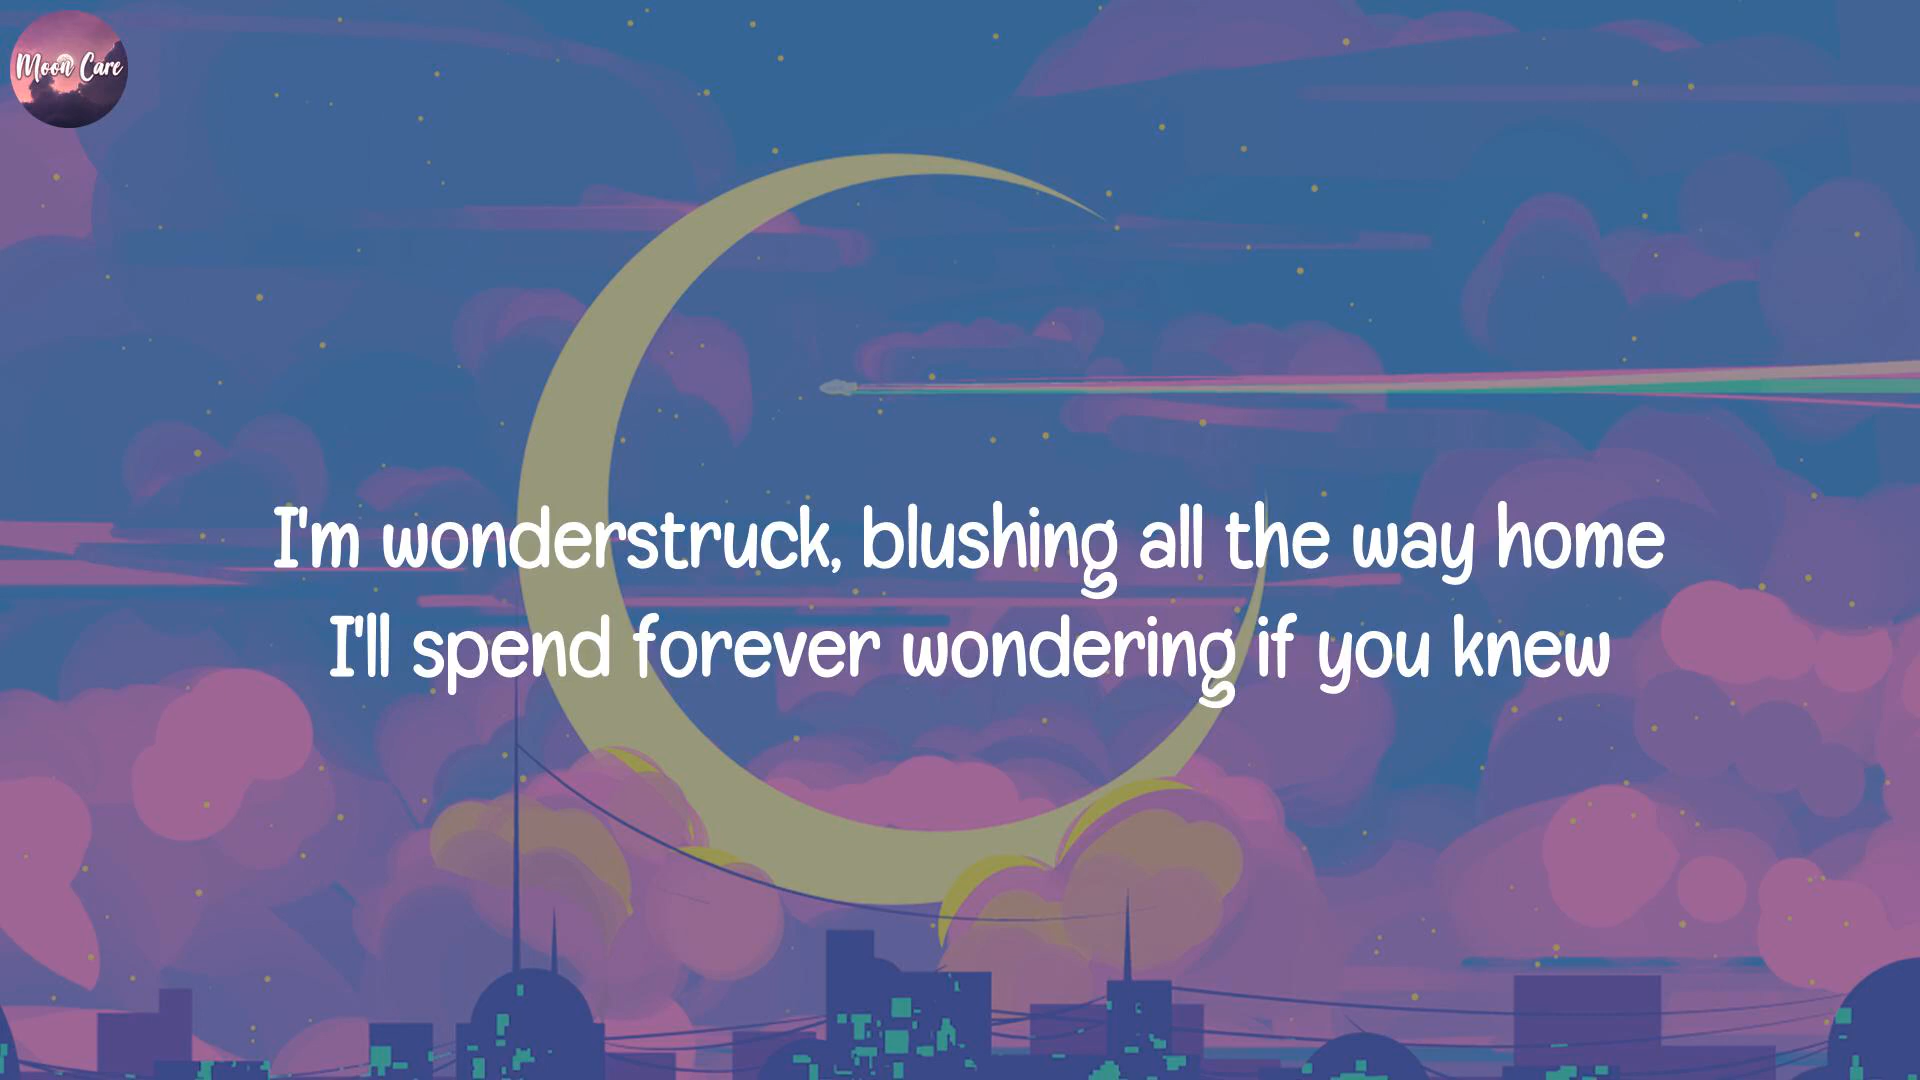 Moon Care
I'm wonderstruck, blushing all the way home
I'll spend forever wondering if you knew